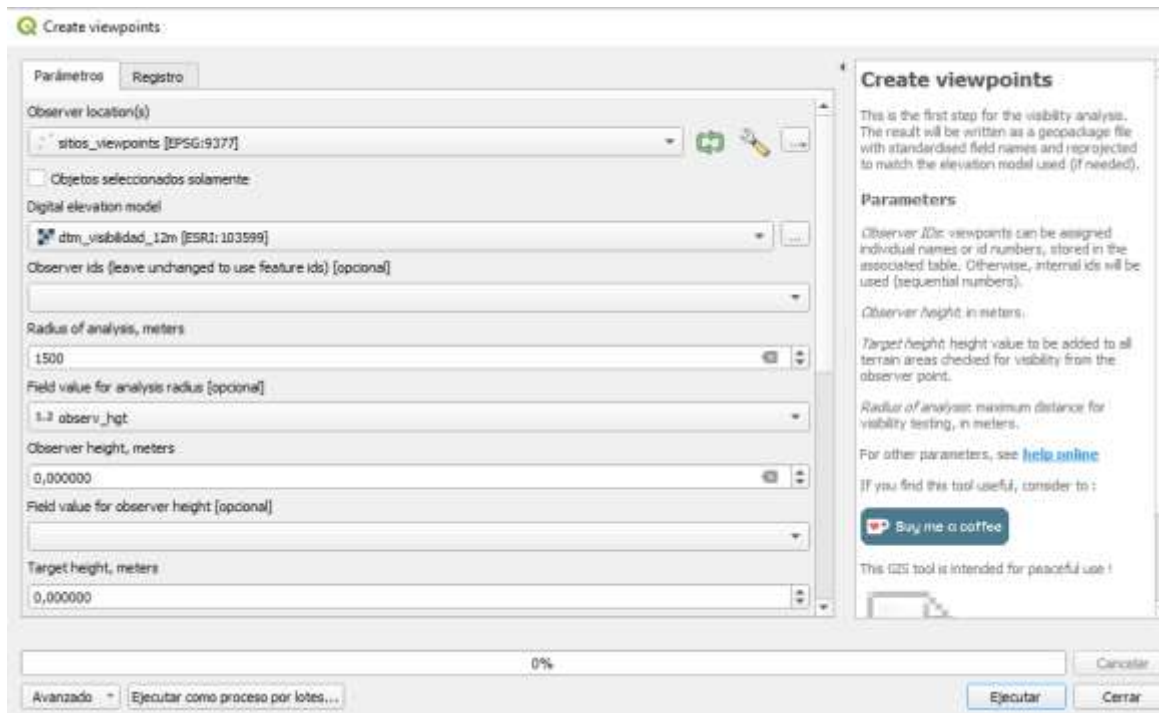 Create viewpoints
Parámetros
Registro
Observer location(s)
sitios_viewpoints [EPSG:9377]
Objetos seleccionados solamente
Digital elevation model
dtm_visibilidad_12m [ESRI:103599]
Observer ids (leave unchanged to use feature ids) [opcional]
Radius of analysis, meters
1500
Field value for analysis radius [opcional]
1.2 observ_hgt
Observer height, meters
0,000000
Field value for observer height [opcional]
Target height, meters
0,000000
Create viewpoints
This is the first step for the visibility analysis.
The result will be written as a geopackage file
with standardised field names and reprojected
to match the elevation model used (if needed).
Parameters
Observer IDs: viewpoints can be assigned
individual names or id numbers, stored in the
associated table. Otherwise, internal ids will be
used (sequential numbers).
Observer height: in meters.
Target height: height value to be added to all
terrain areas checked for visibility from the
observer point.
Radius of analysis: maximum distance for
visibility testing, in meters.
For other parameters, see help online
If you find this tool useful, consider to :
Buy me a coffee
This GIS tool is intended for peaceful use !
0%
Cancelar
Avanzado
Ejecutar como proceso por lotes...
Ejecutar
Cerrar